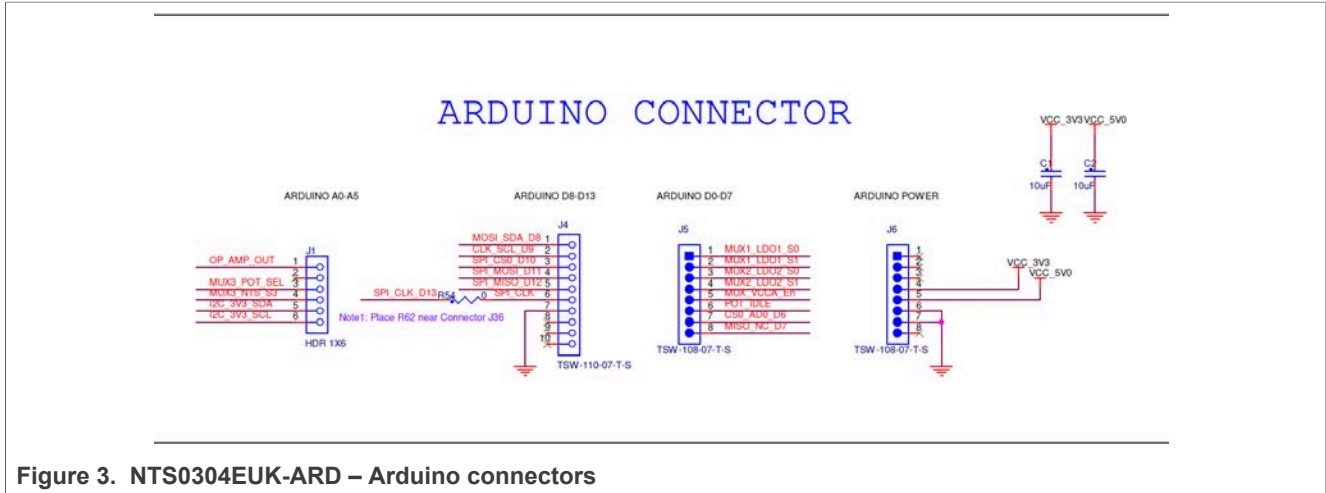 ARDUINO CONNECTOR
VCC_3V3 VCC_5V0
C1 C2
10uF 10uF
ARDUINO A0-A5
J1
OP_AMP_OUT 1
2
MUX3_POT_SEL 3
MUX3_NTS_S3 4
I2C_3V3_SDA 5
I2C_3V3_SCL 6
HDR 1X6
ARDUINO D8-D13
J4
MOSI_SDA_D8 1
CLK_SCL_D9 2
SPI_CS0_D10 3
SPI_MOSI_D11 4
SPI_MISO_D12 5
SPI_CLK_D13 R54 0 SPI_CLK 6
7
8
9
10
Note1: Place R62 near Connector J36
TSW-110-07-T-S
ARDUINO D0-D7
J5
1 MUX1_LDO1_S0
2 MUX1_LDO1_S1
3 MUX2_LDO2_S0
4 MUX2_LDO2_S1
5 MUX_VCCA_En
6 POT_IDLE
7 CS0_AD0_D6
8 MISO_NC_D7
TSW-108-07-T-S
ARDUINO POWER
J6
1
2
3
4 VCC_3V3
5 VCC_5V0
6
7
8
TSW-108-07-T-S
Figure 3. NTS0304EUK-ARD – Arduino connectors